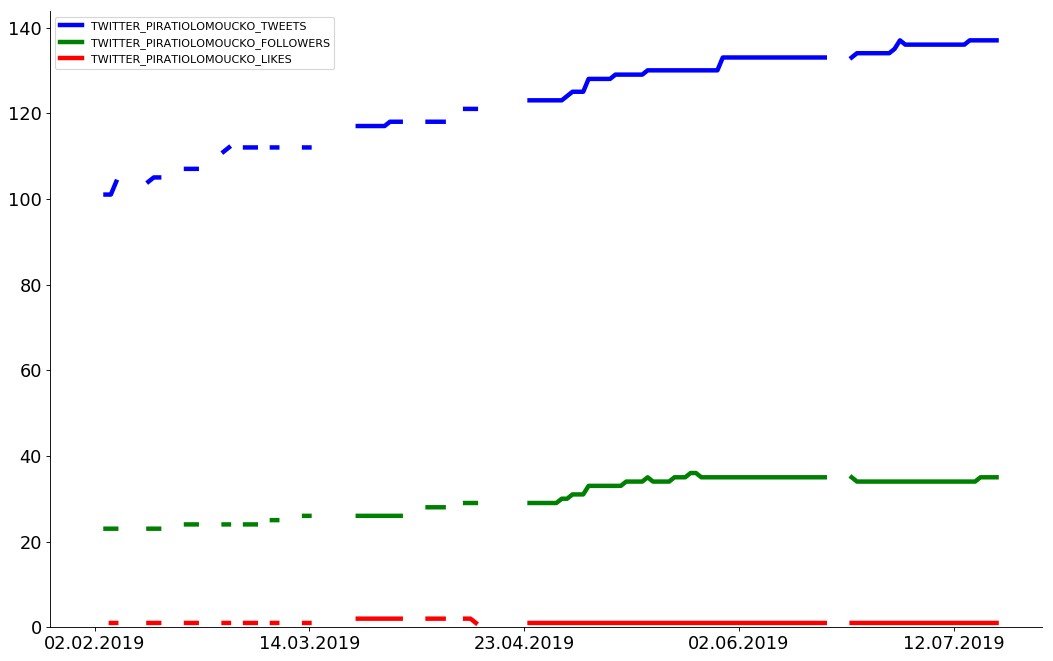 140
120
100
80
60
40
20
0
TWITTER_PIRATIOLOMOUCKO_TWEETS
TWITTER_PIRATIOLOMOUCKO_FOLLOWERS
TWITTER_PIRATIOLOMOUCKO_LIKES
02.02.2019 14.03.2019 23.04.2019 02.06.2019 12.07.2019